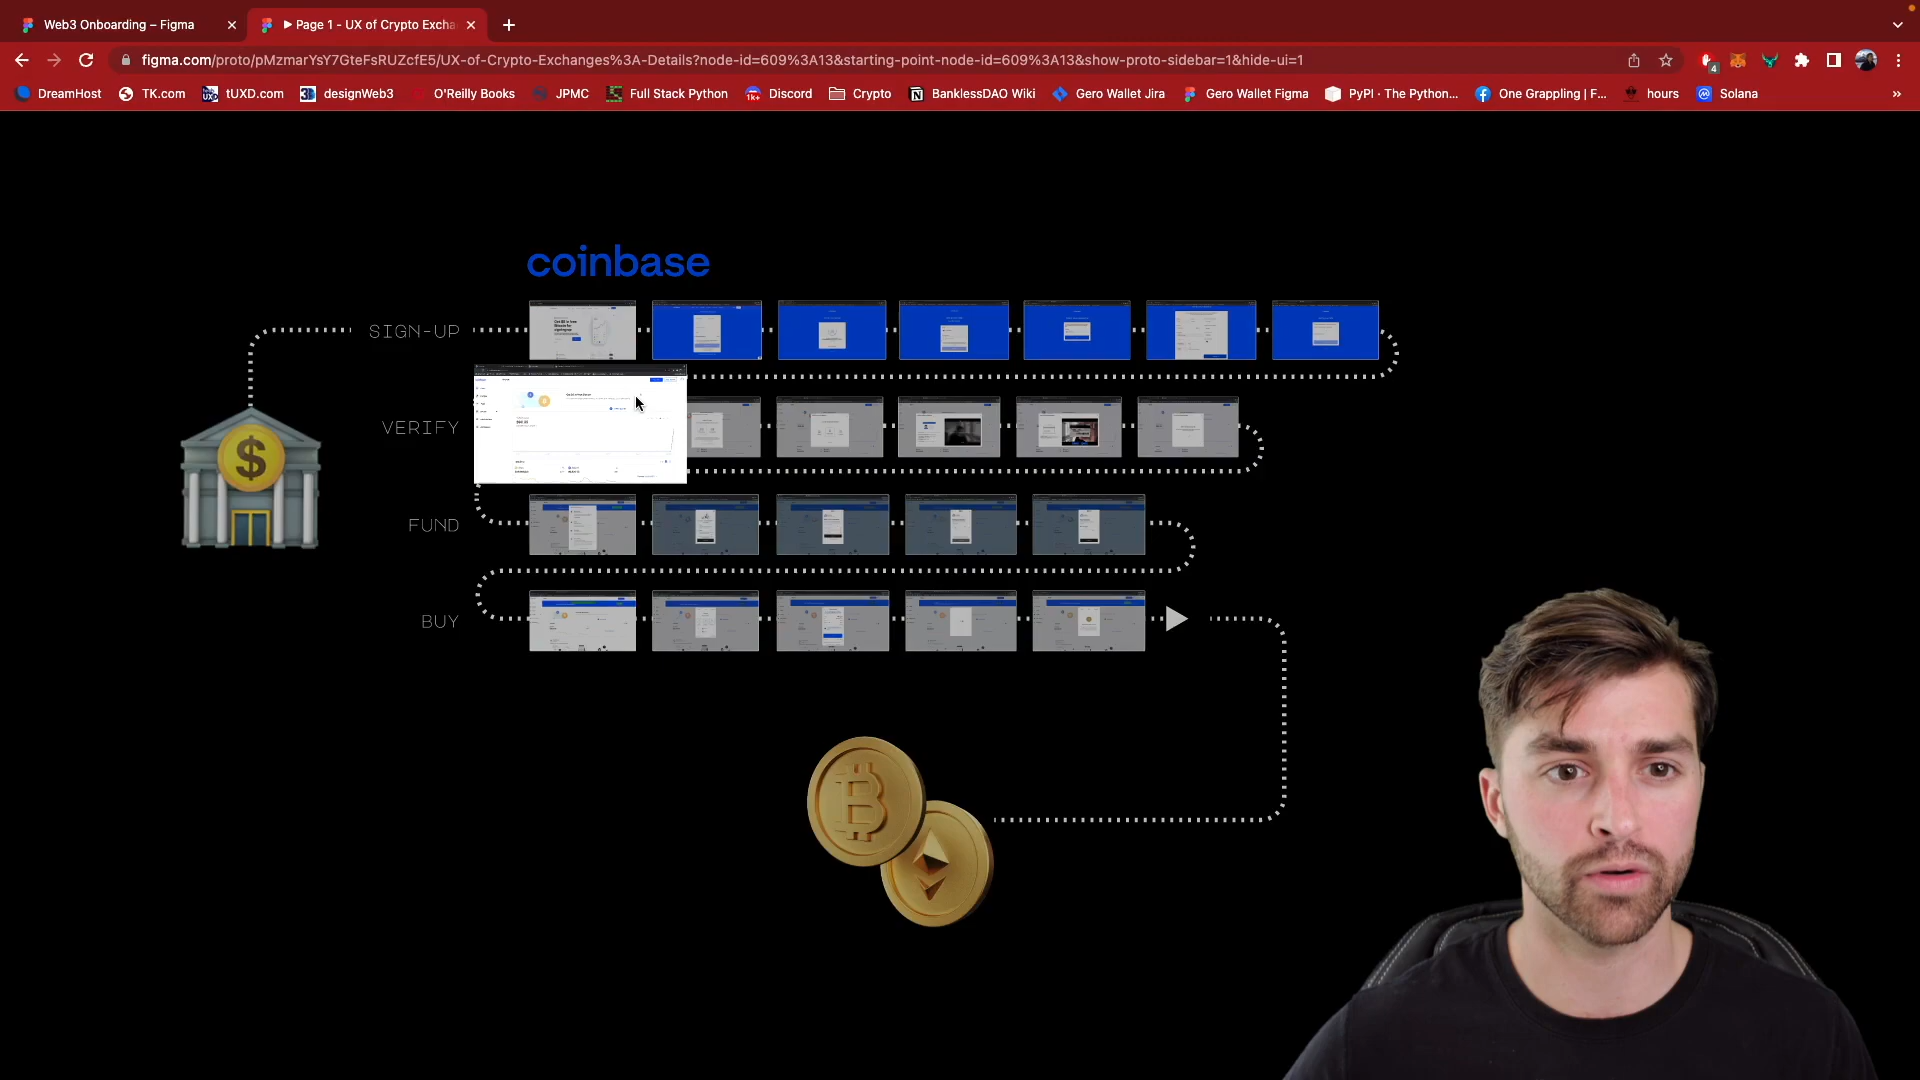 Web3 Onboarding – Figma
Page 1 - UX of Crypto Excha
figma.com/proto/pMzmarYsY7GteFsRUZcfE5/UX-of-Crypto-Exchanges%3A-Details?node-id=609%3A13&starting-point-node-id=609%3A13&show-proto-sidebar=1&hide-ui=1
4
DreamHost
TK.com
tUXD.com
designWeb3
O'Reilly Books
JPMC
Full Stack Python
1k+
Discord
Crypto
BanklessDAO Wiki
Gero Wallet Jira
Gero Wallet Figma
PyPI · The Python...
One Grappling | F...
hours
Solana
coinbase
SIGN-UP
VERIFY
FUND
BUY